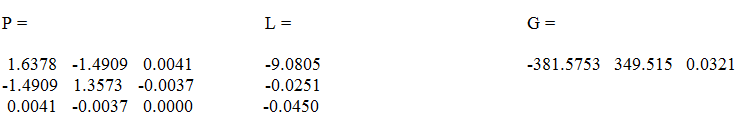 P = L = G =
1.6378 -1.4909 0.0041 -9.0805 -381.5753 349.515 0.0321
-1.4909 1.3573 -0.0037 -0.0251
0.0041 -0.0037 0.0000 -0.0450